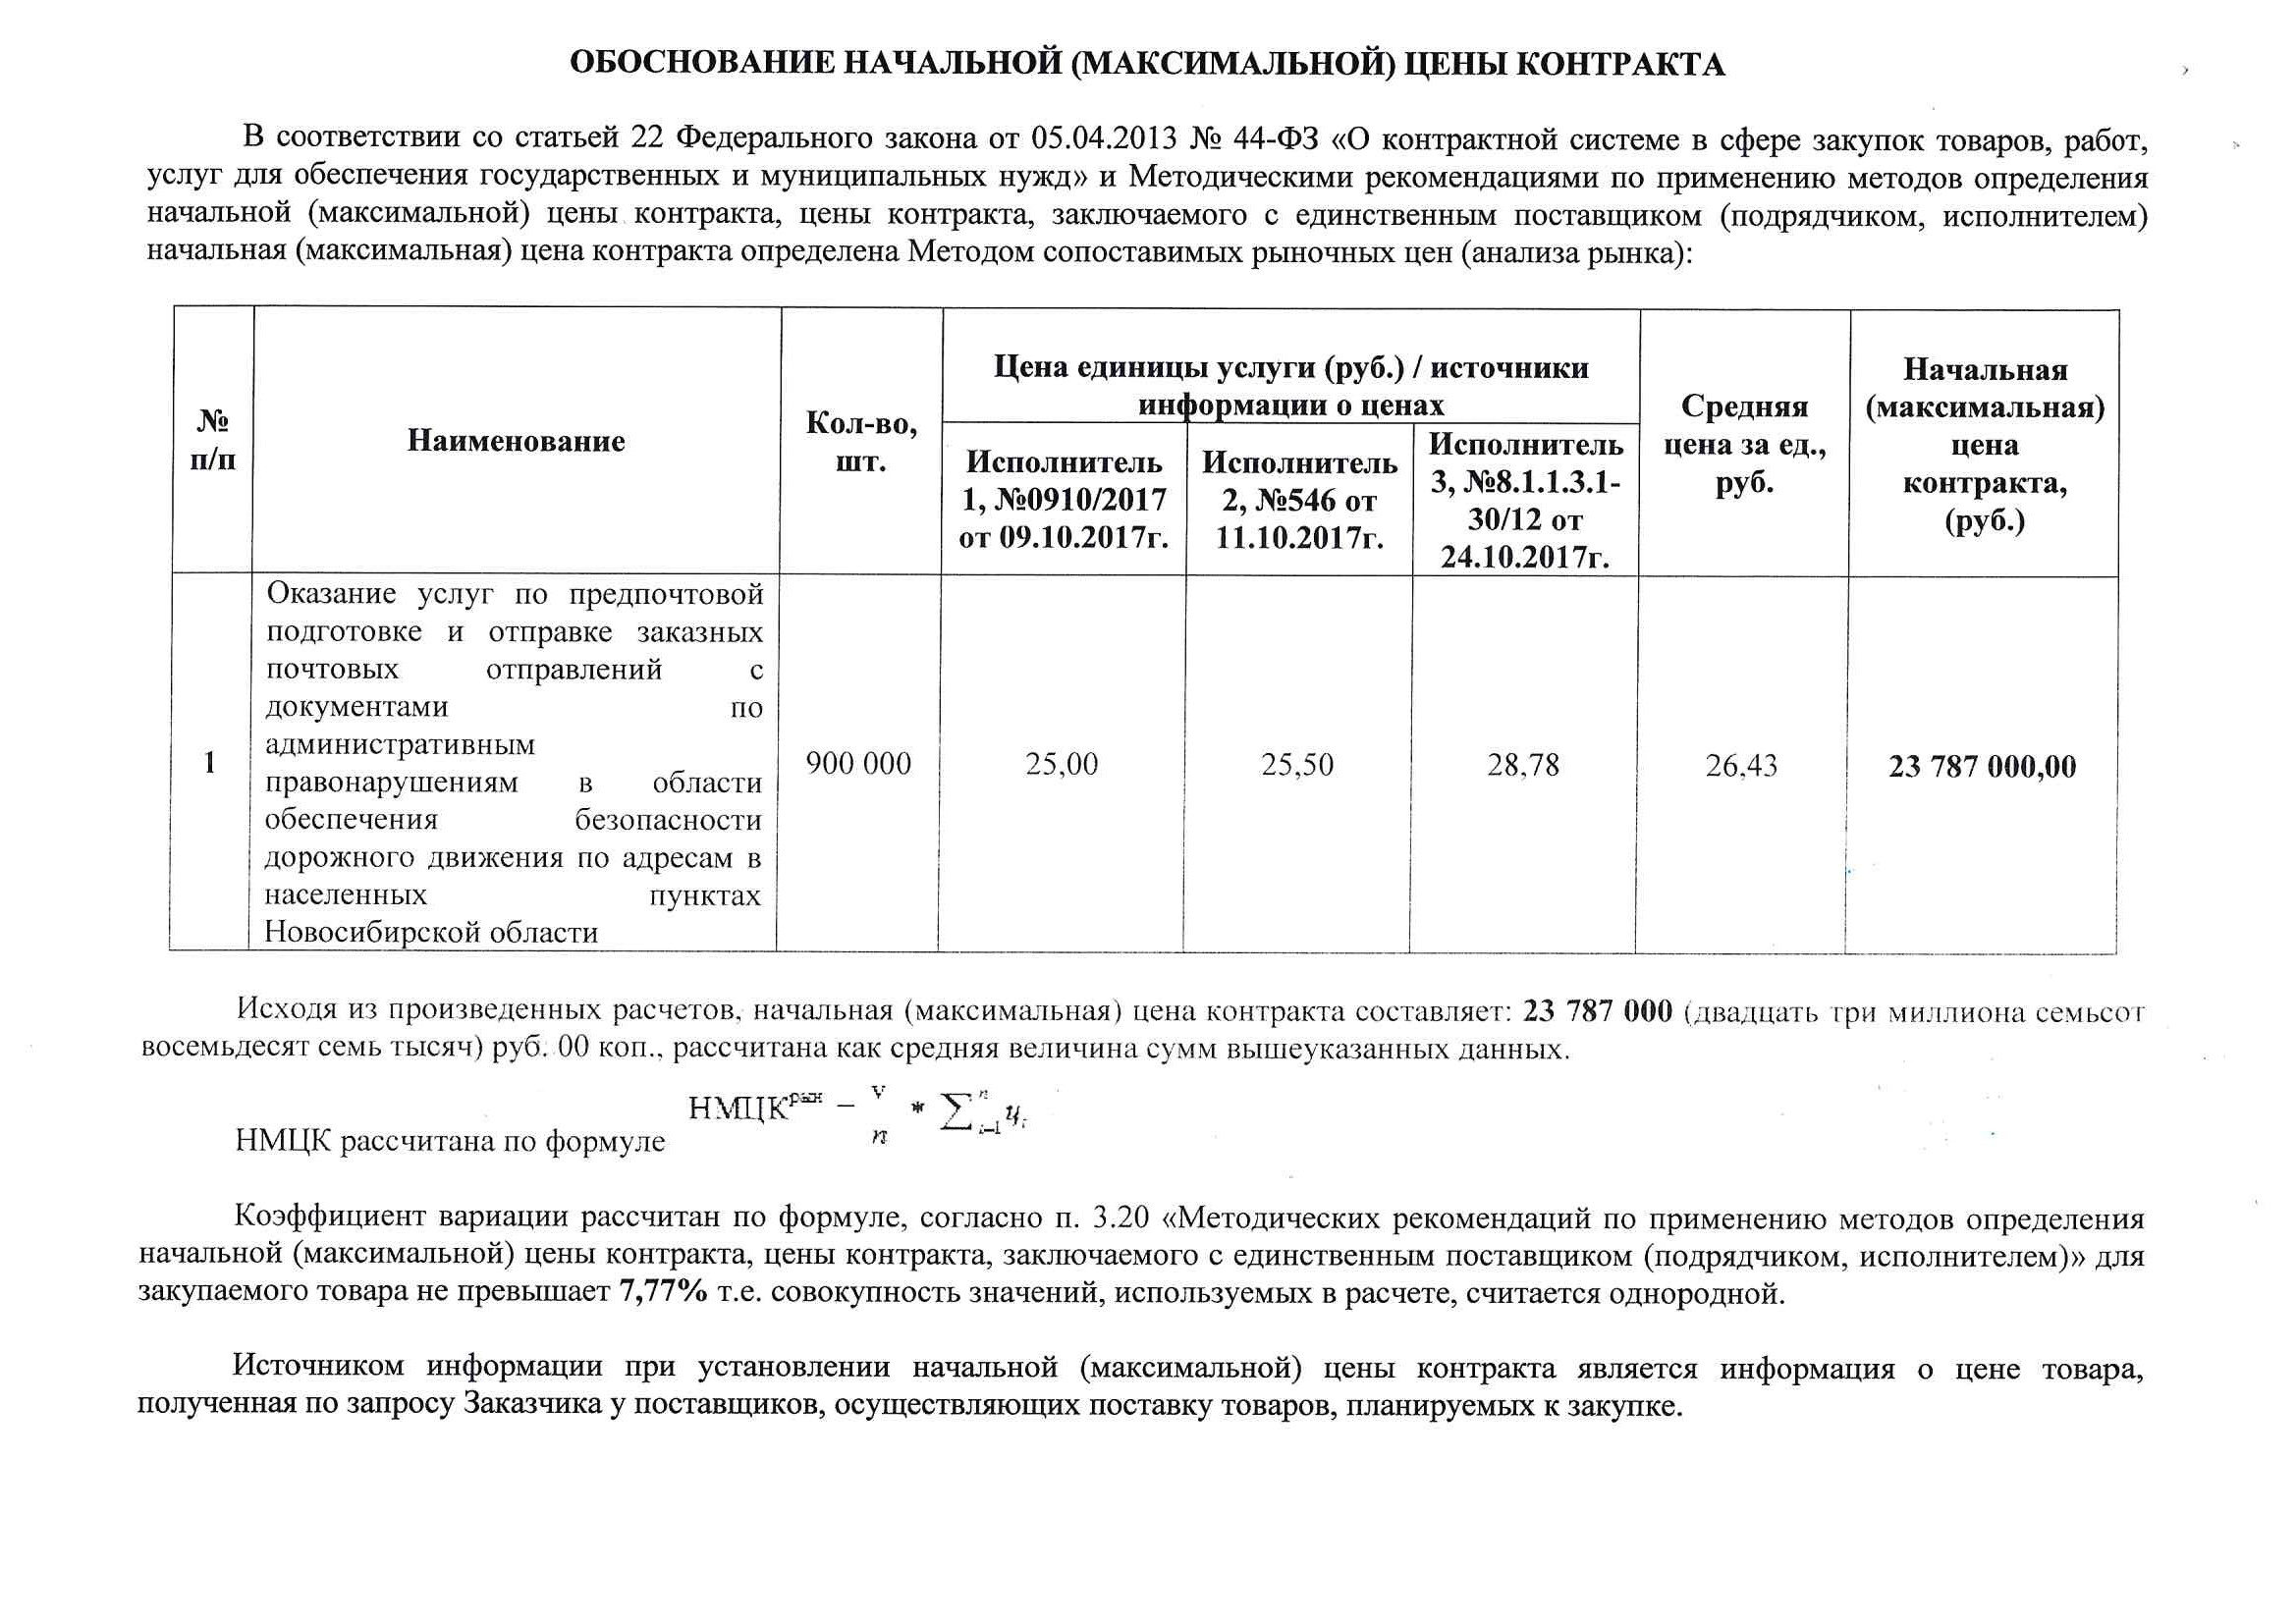 ОБОСНОВАНИЕ НАЧАЛЬНОЙ (МАКСИМАЛЬНОЙ) ЦЕНЫ КОНТРАКТА
В соответствии со статьей 22 Федерального закона от 05.04.2013 № 44-ФЗ «О контрактной системе в сфере закупок товаров, работ,
услуг для обеспечения государственных и муниципальных нужд» и Методическими рекомендациями по применению методов определения
начальной (максимальной) цены контракта, цены контракта, заключаемого с единственным поставщиком (подрядчиком, исполнителем)
начальная (максимальная) цена контракта определена Методом сопоставимых рыночных цен (анализа рынка):
№
п/п
Наименование
Кол-во,
шт.
Цена единицы услуги (руб.) / источники
информации о ценах
Исполнитель
1, №0910/2017
от 09.10.2017г.
Исполнитель
2, №546 от
11.10.2017г.
Исполнитель
3, №8.1.1.3.1-
30/12 от
24.10.2017г.
Средняя
цена за ед.,
руб.
Начальная
(максимальная)
цена
контракта,
(руб.)
1
Оказание услуг по предпочтовой
подготовке и отправке заказных
почтовых отправлений с
документами по
административным
правонарушениям в области
обеспечения безопасности
дорожного движения по адресам в
населенных пунктах
Новосибирской области
900 000
25,00
25,50
28,78
26,43
23 787 000,00
Исходя из произведенных расчетов, начальная (максимальная) цена контракта составляет: 23 787 000 (двадцать три миллиона семьсот
восемьдесят семь тысяч) руб. 00 коп., рассчитана как средняя величина сумм вышеуказанных данных.
НМЦК рассчитана по формуле НМЦК^рын = v/n * ∑_{i=1}^{n} ц_i
Коэффициент вариации рассчитан по формуле, согласно п. 3.20 «Методических рекомендаций по применению методов определения
начальной (максимальной) цены контракта, цены контракта, заключаемого с единственным поставщиком (подрядчиком, исполнителем)» для
закупаемого товара не превышает 7,77% т.е. совокупность значений, используемых в расчете, считается однородной.
Источником информации при установлении начальной (максимальной) цены контракта является информация о цене товара,
полученная по запросу Заказчика у поставщиков, осуществляющих поставку товаров, планируемых к закупке.